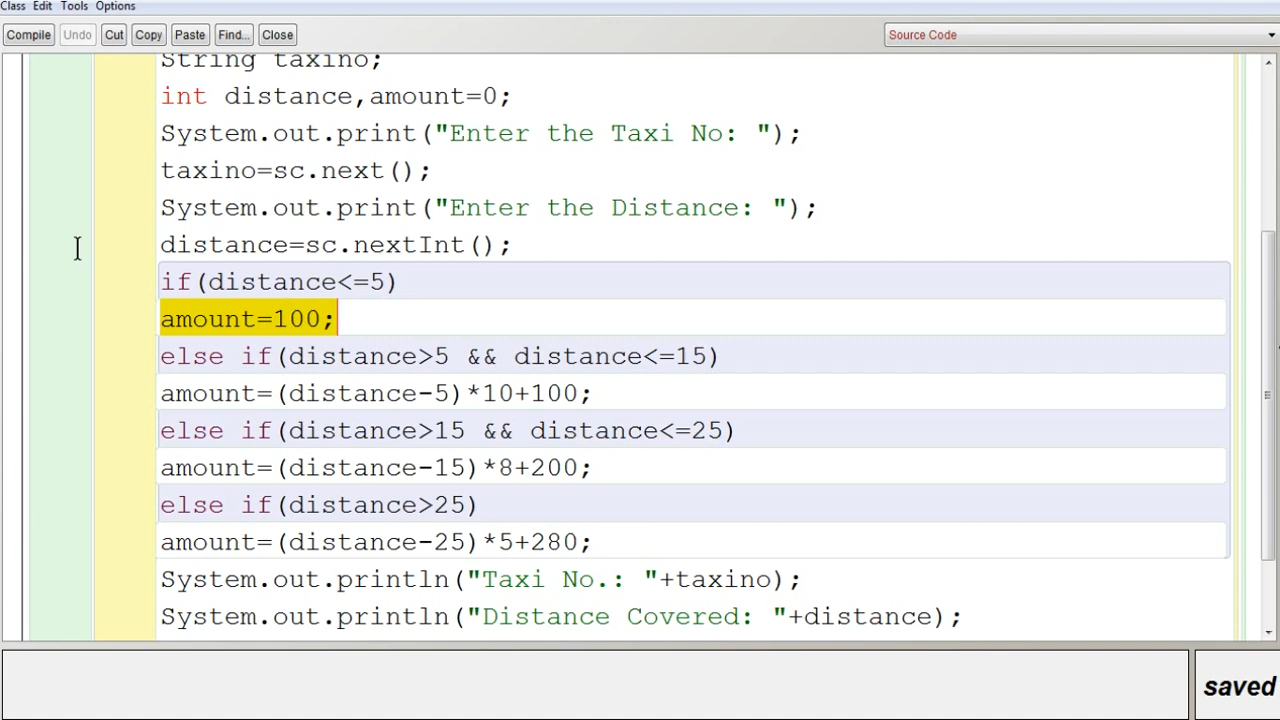 Class Edit Tools Options
Compile Undo Cut Copy Paste Find... Close Source Code
String taxino;
int distance,amount=0;
System.out.print("Enter the Taxi No: ");
taxino=sc.next();
System.out.print("Enter the Distance: ");
distance=sc.nextInt();
if(distance<=5)
amount=100;
else if(distance>5 && distance<=15)
amount=(distance-5)*10+100;
else if(distance>15 && distance<=25)
amount=(distance-15)*8+200;
else if(distance>25)
amount=(distance-25)*5+280;
System.out.println("Taxi No.: "+taxino);
System.out.println("Distance Covered: "+distance);
saved